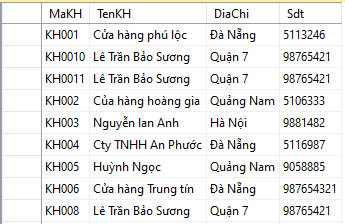 MaKH TenKH DiaChi Sdt
KH001 Cửa hàng phú lộc Đà Nẵng 5113246
KH0010 Lê Trần Bảo Sương Quận 7 98765421
KH0011 Lê Trần Bảo Sương Quận 7 98765421
KH002 Của hàng hoàng gia Quảng Nam 5106333
KH003 Nguyễn lan Anh Hà Nội 9881482
KH004 Cty TNHH An Phước Đà Nẵng 5116987
KH005 Huỳnh Ngọc Quảng Nam 9058885
KH006 Cửa hàng Trung tín Đà Nẵng 987654321
KH008 Lê Trần Bảo Sương Quận 7 98765421